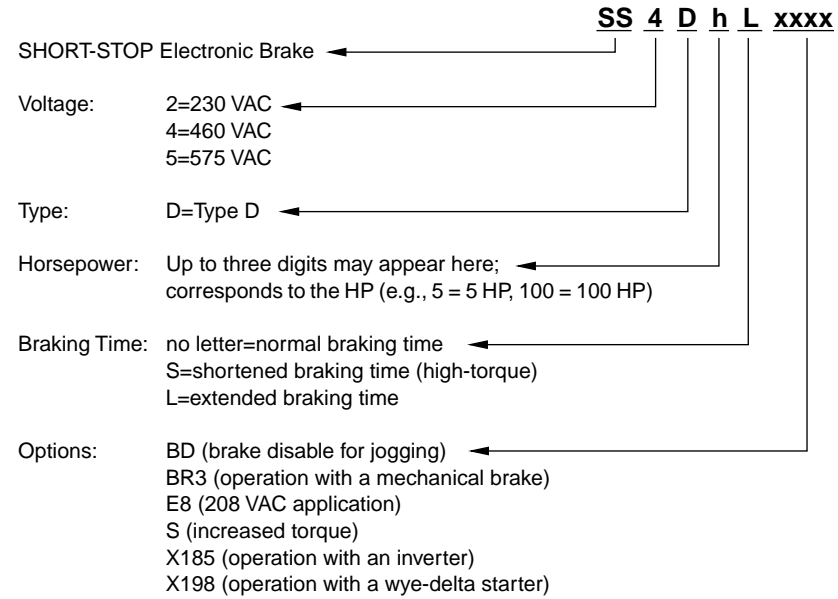 SS 4 D h L xxxx
SHORT-STOP Electronic Brake
Voltage: 2=230 VAC
4=460 VAC
5=575 VAC
Type: D=Type D
Horsepower: Up to three digits may appear here;
corresponds to the HP (e.g., 5 = 5 HP, 100 = 100 HP)
Braking Time: no letter=normal braking time
S=shortened braking time (high-torque)
L=extended braking time
Options: BD (brake disable for jogging)
BR3 (operation with a mechanical brake)
E8 (208 VAC application)
S (increased torque)
X185 (operation with an inverter)
X198 (operation with a wye-delta starter)